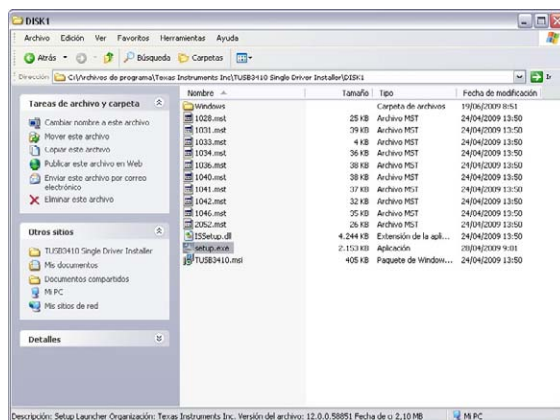 DISK1
Archivo Edición Ver Favoritos Herramientas Ayuda
Atrás Búsqueda Carpetas
Dirección C:\Archivos de programa\Texas Instruments Inc\TUSB3410 Single Driver Installer\DISK1 Ir
Tareas de archivo y carpeta
Cambiar nombre a este archivo
Mover este archivo
Copiar este archivo
Publicar este archivo en Web
Enviar este archivo por correo electrónico
Eliminar este archivo
Otros sitios
TUSB3410 Single Driver Installer
Mis documentos
Documentos compartidos
Mi PC
Mis sitios de red
Detalles
Nombre Tamaño Tipo Fecha de modificación
Windows Carpeta de archivos 19/06/2009 8:51
1028.mst 25 KB Archivo MST 24/04/2009 13:50
1031.mst 39 KB Archivo MST 24/04/2009 13:50
1033.mst 4 KB Archivo MST 24/04/2009 13:50
1034.mst 36 KB Archivo MST 24/04/2009 13:50
1036.mst 38 KB Archivo MST 24/04/2009 13:50
1040.mst 38 KB Archivo MST 24/04/2009 13:50
1041.mst 37 KB Archivo MST 24/04/2009 13:50
1042.mst 32 KB Archivo MST 24/04/2009 13:50
1046.mst 35 KB Archivo MST 24/04/2009 13:50
2052.mst 26 KB Archivo MST 24/04/2009 13:50
ISSetup.dll 4.244 KB Extensión de la apli... 24/04/2009 13:50
setup.exe 2.153 KB Aplicación 28/04/2009 9:01
TUSB3410.msi 405 KB Paquete de Window... 24/04/2009 13:50
Descripción: Setup Launcher Organización: Texas Instruments Inc. Versión del archivo: 12.0.0.58851 Fecha de c 2,10 MB Mi PC